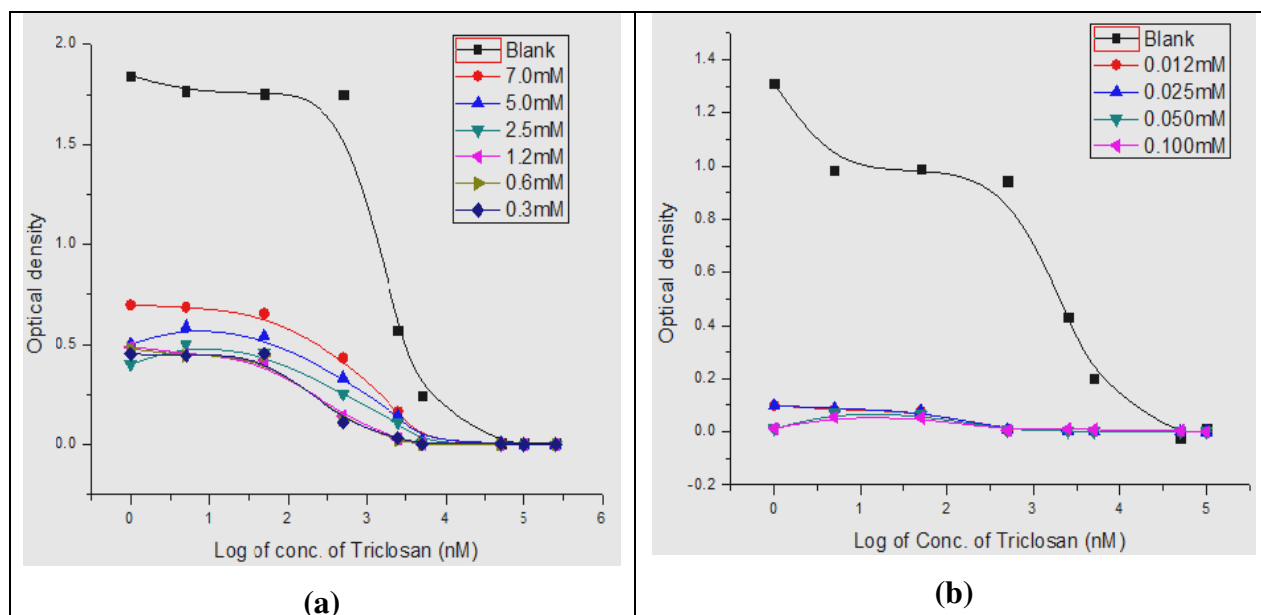 2.0
1.5
1.0
0.5
0.0
Optical density
0 1 2 3 4 5 6
Log of conc. of Triclosan (nM)
Blank
7.0mM
5.0mM
2.5mM
1.2mM
0.6mM
0.3mM
(a)
1.4
1.2
1.0
0.8
0.6
0.4
0.2
0.0
-0.2
Optical density
0 1 2 3 4 5
Log of Conc. of Triclosan (nM)
Blank
0.012mM
0.025mM
0.050mM
0.100mM
(b)